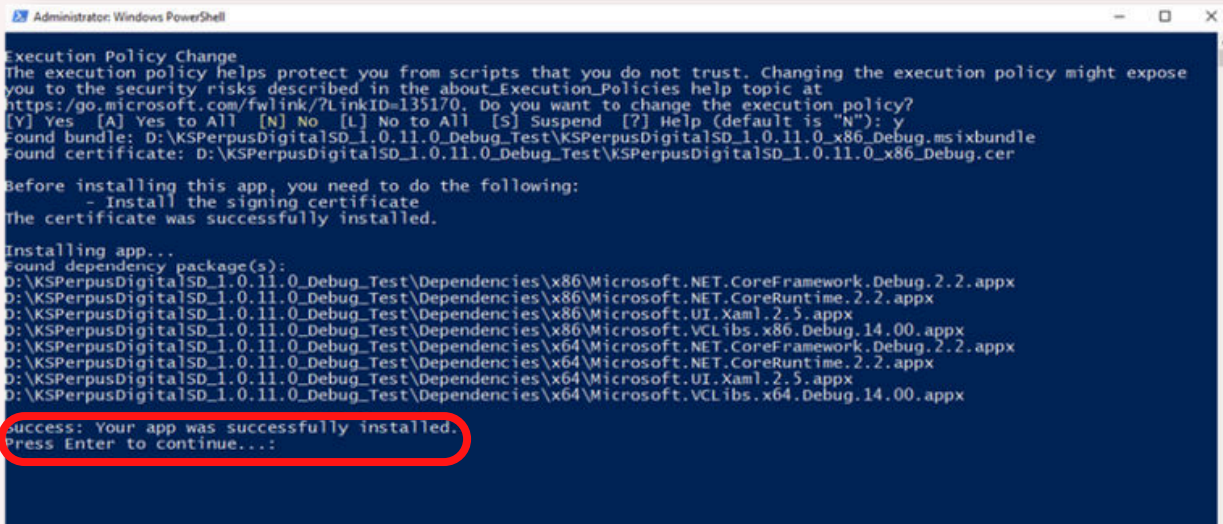 Administrator: Windows PowerShell
Execution Policy Change
The execution policy helps protect you from scripts that you do not trust. Changing the execution policy might expose
you to the security risks described in the about_Execution_Policies help topic at
https:/go.microsoft.com/fwlink/?LinkID=135170. Do you want to change the execution policy?
[Y] Yes  [A] Yes to All  [N] No  [L] No to All  [S] Suspend  [?] Help (default is "N"): y
Found bundle: D:\KSPerpusDigitalSD_1.0.11.0_Debug_Test\KSPerpusDigitalSD_1.0.11.0_x86_Debug.msixbundle
Found certificate: D:\KSPerpusDigitalSD_1.0.11.0_Debug_Test\KSPerpusDigitalSD_1.0.11.0_x86_Debug.cer
Before installing this app, you need to do the following:
- Install the signing certificate
The certificate was successfully installed.
Installing app...
Found dependency package(s):
D:\KSPerpusDigitalSD_1.0.11.0_Debug_Test\Dependencies\x86\Microsoft.NET.CoreFramework.Debug.2.2.appx
D:\KSPerpusDigitalSD_1.0.11.0_Debug_Test\Dependencies\x86\Microsoft.NET.CoreRuntime.2.2.appx
D:\KSPerpusDigitalSD_1.0.11.0_Debug_Test\Dependencies\x86\Microsoft.UI.Xaml.2.5.appx
D:\KSPerpusDigitalSD_1.0.11.0_Debug_Test\Dependencies\x86\Microsoft.VCLibs.x86.Debug.14.00.appx
D:\KSPerpusDigitalSD_1.0.11.0_Debug_Test\Dependencies\x64\Microsoft.NET.CoreFramework.Debug.2.2.appx
D:\KSPerpusDigitalSD_1.0.11.0_Debug_Test\Dependencies\x64\Microsoft.NET.CoreRuntime.2.2.appx
D:\KSPerpusDigitalSD_1.0.11.0_Debug_Test\Dependencies\x64\Microsoft.UI.Xaml.2.5.appx
D:\KSPerpusDigitalSD_1.0.11.0_Debug_Test\Dependencies\x64\Microsoft.VCLibs.x64.Debug.14.00.appx
Success: Your app was successfully installed.
Press Enter to continue...: